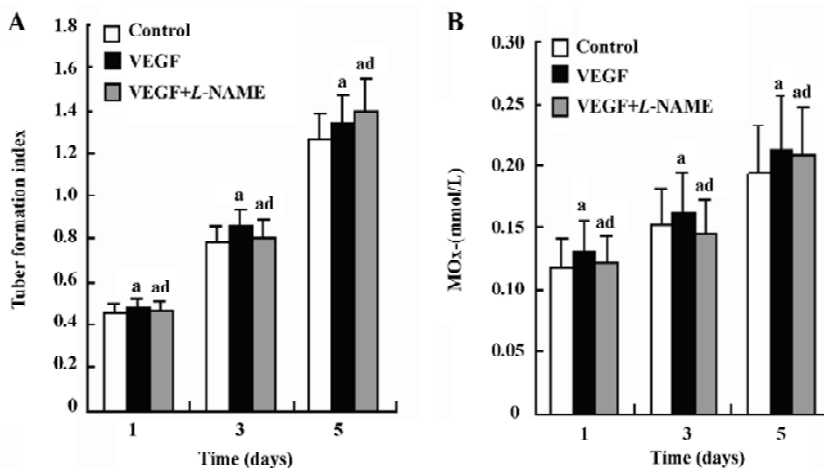 A
1.8
1.6
1.4
1.2
1.0
0.8
0.6
0.4
0.2
0
Tuber formation index
Control
VEGF
VEGF+L-NAME
a
ad
a
ad
a
ad
1
3
5
Time (days)
B
0.30
0.25
0.20
0.15
0.10
0.05
0
MOx-(mmol/L)
Control
VEGF
VEGF+L-NAME
a
ad
a
ad
a
ad
1
3
5
Time (days)